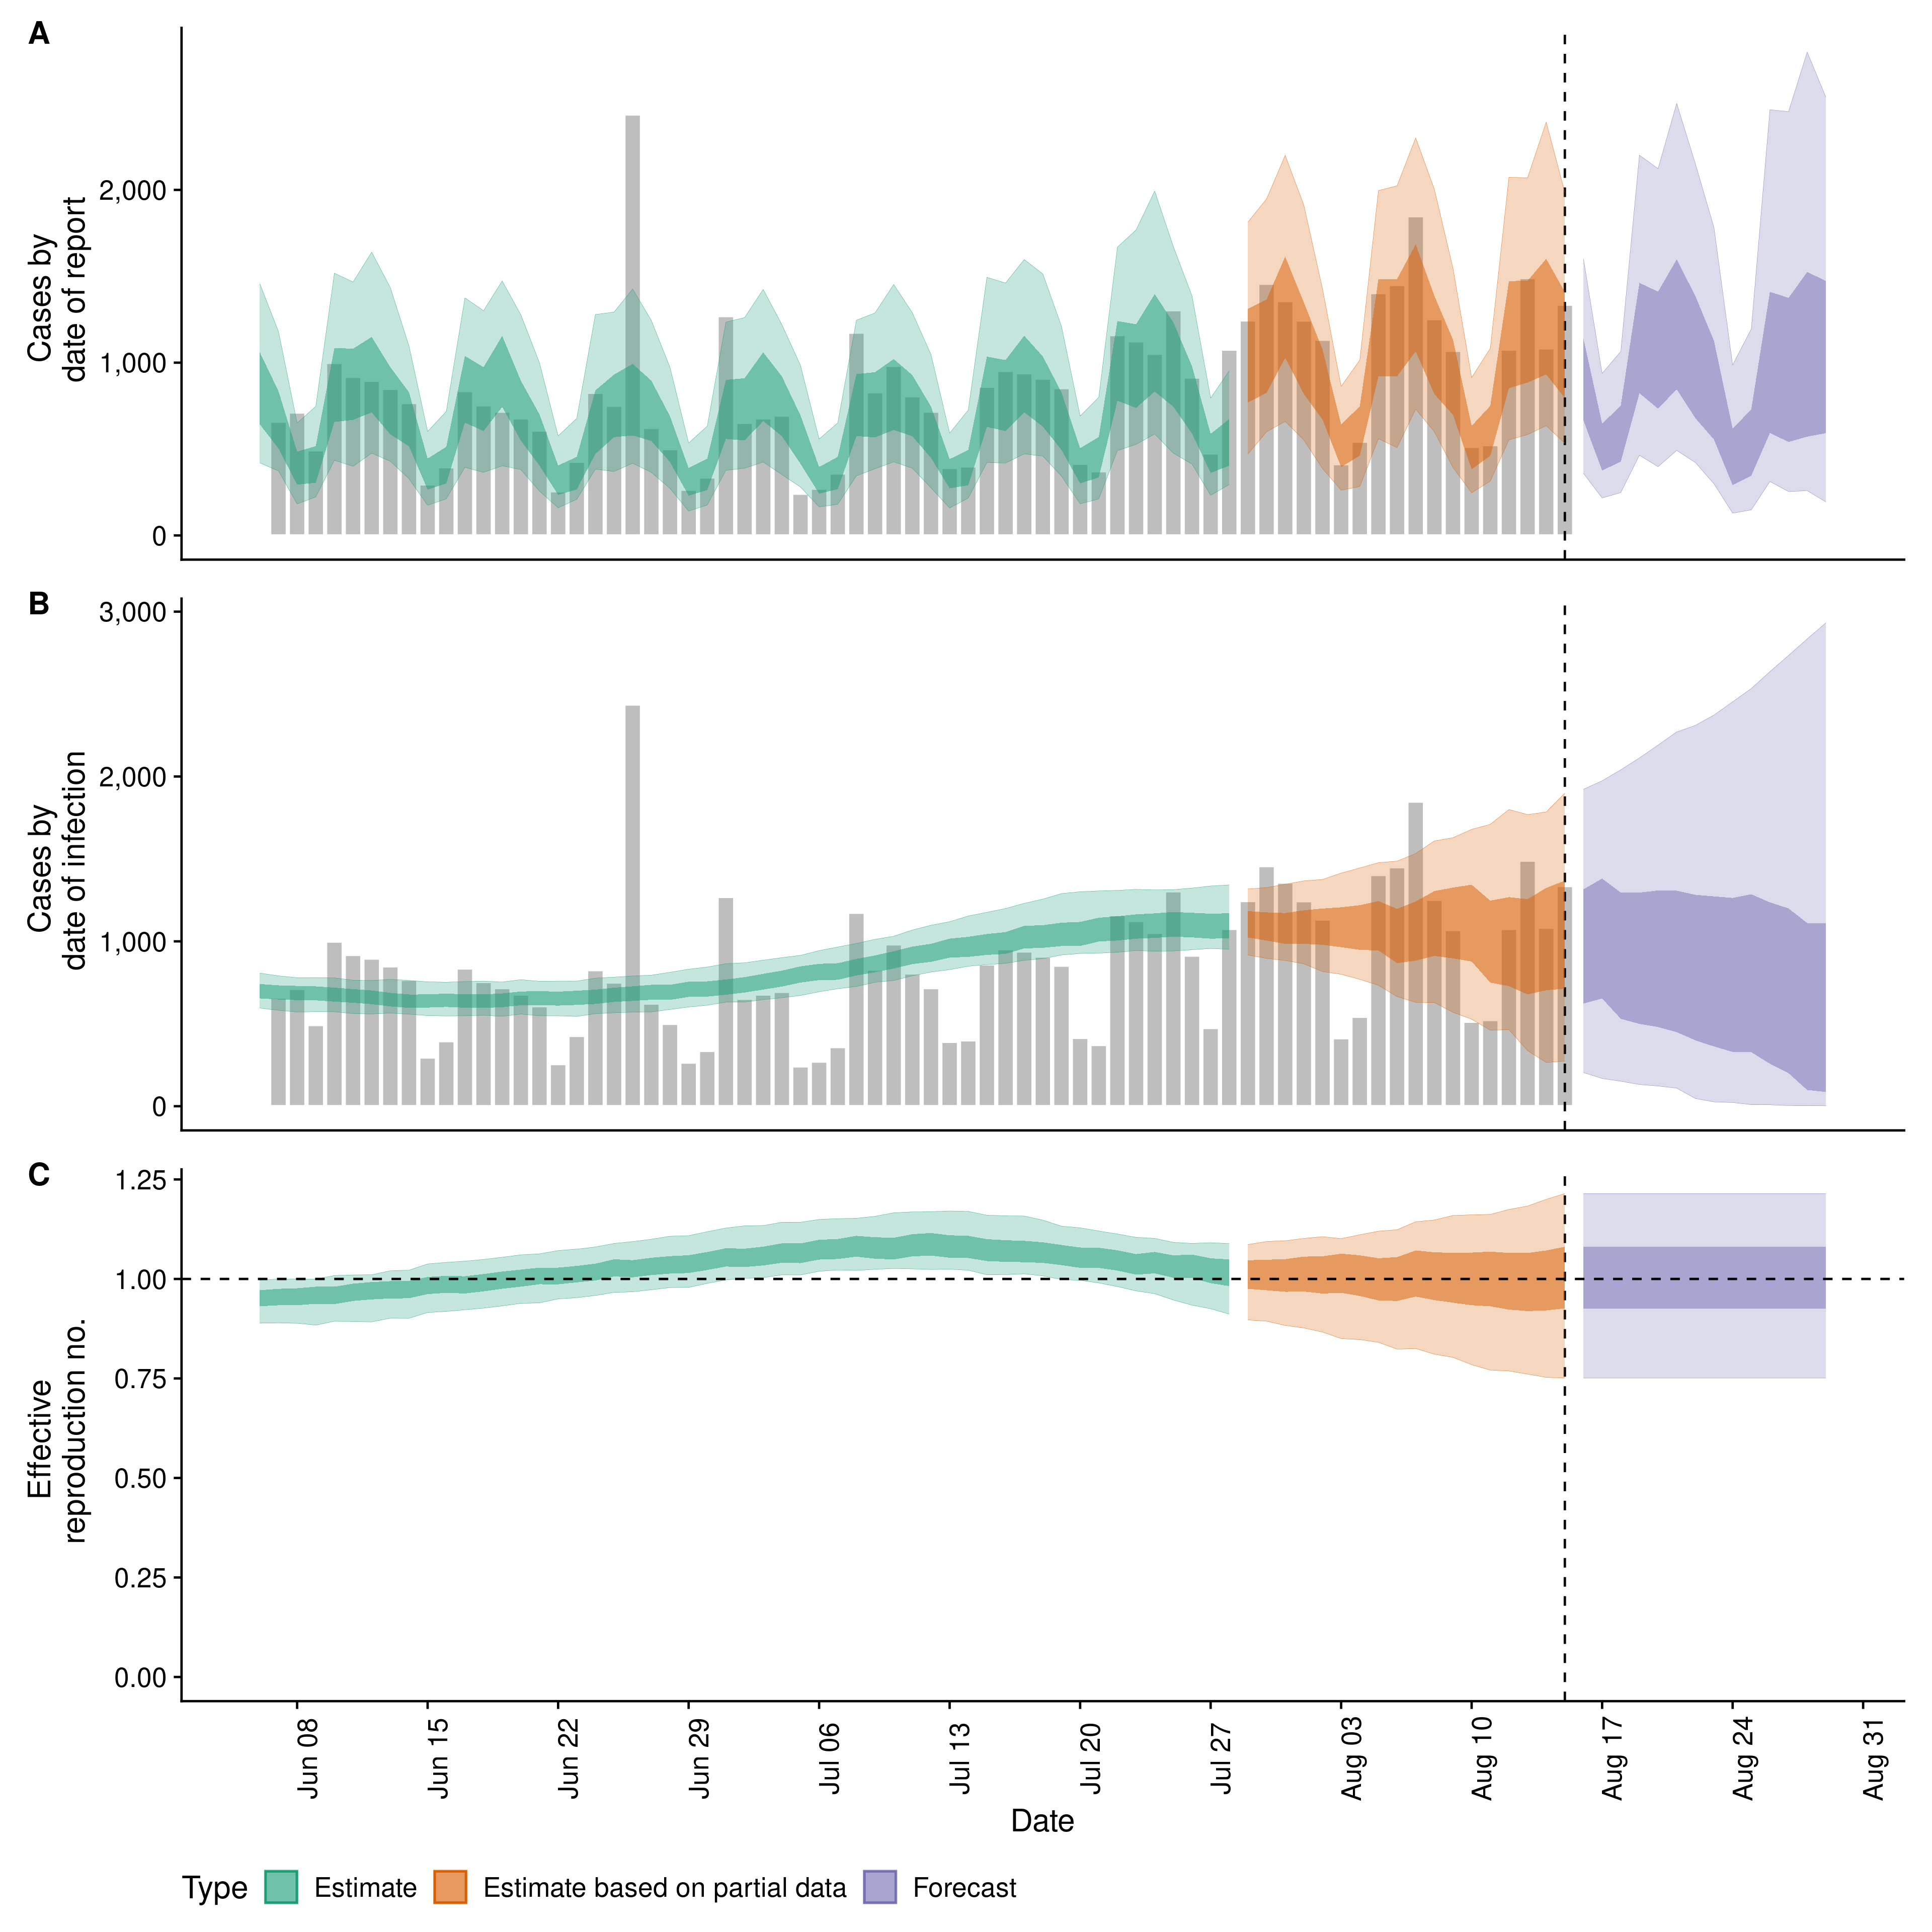 A
Cases by
date of report
2,000
1,000
0
B
Cases by
date of infection
3,000
2,000
1,000
0
C
Effective
reproduction no.
1.25
1.00
0.75
0.50
0.25
0.00
Jun 08
Jun 15
Jun 22
Jun 29
Jul 06
Jul 13
Jul 20
Jul 27
Aug 03
Aug 10
Aug 17
Aug 24
Aug 31
Date
Type Estimate Estimate based on partial data Forecast